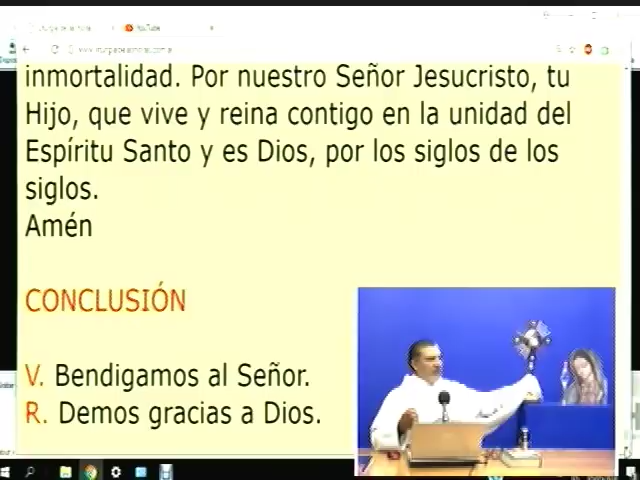 YouTube
inmortalidad. Por nuestro Señor Jesucristo, tu
Hijo, que vive y reina contigo en la unidad del
Espíritu Santo y es Dios, por los siglos de los
siglos.
Amén
CONCLUSIÓN
V. Bendigamos al Señor.
R. Demos gracias a Dios.